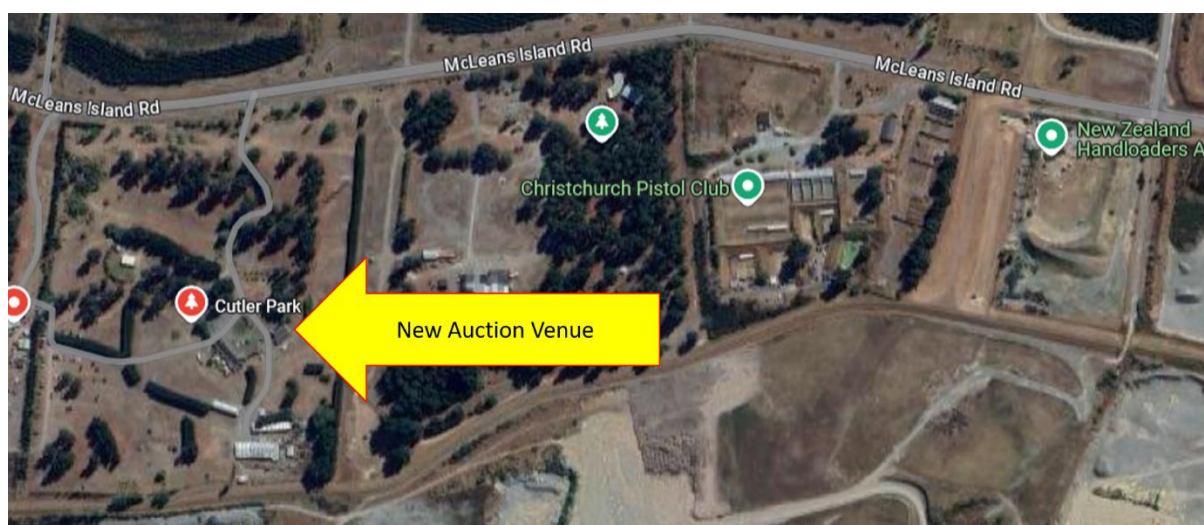 McLeans Island Rd
McLeans Island Rd
McLeans Island Rd
New Zealand
Handloaders A
Christchurch Pistol Club
Cutler Park
New Auction Venue